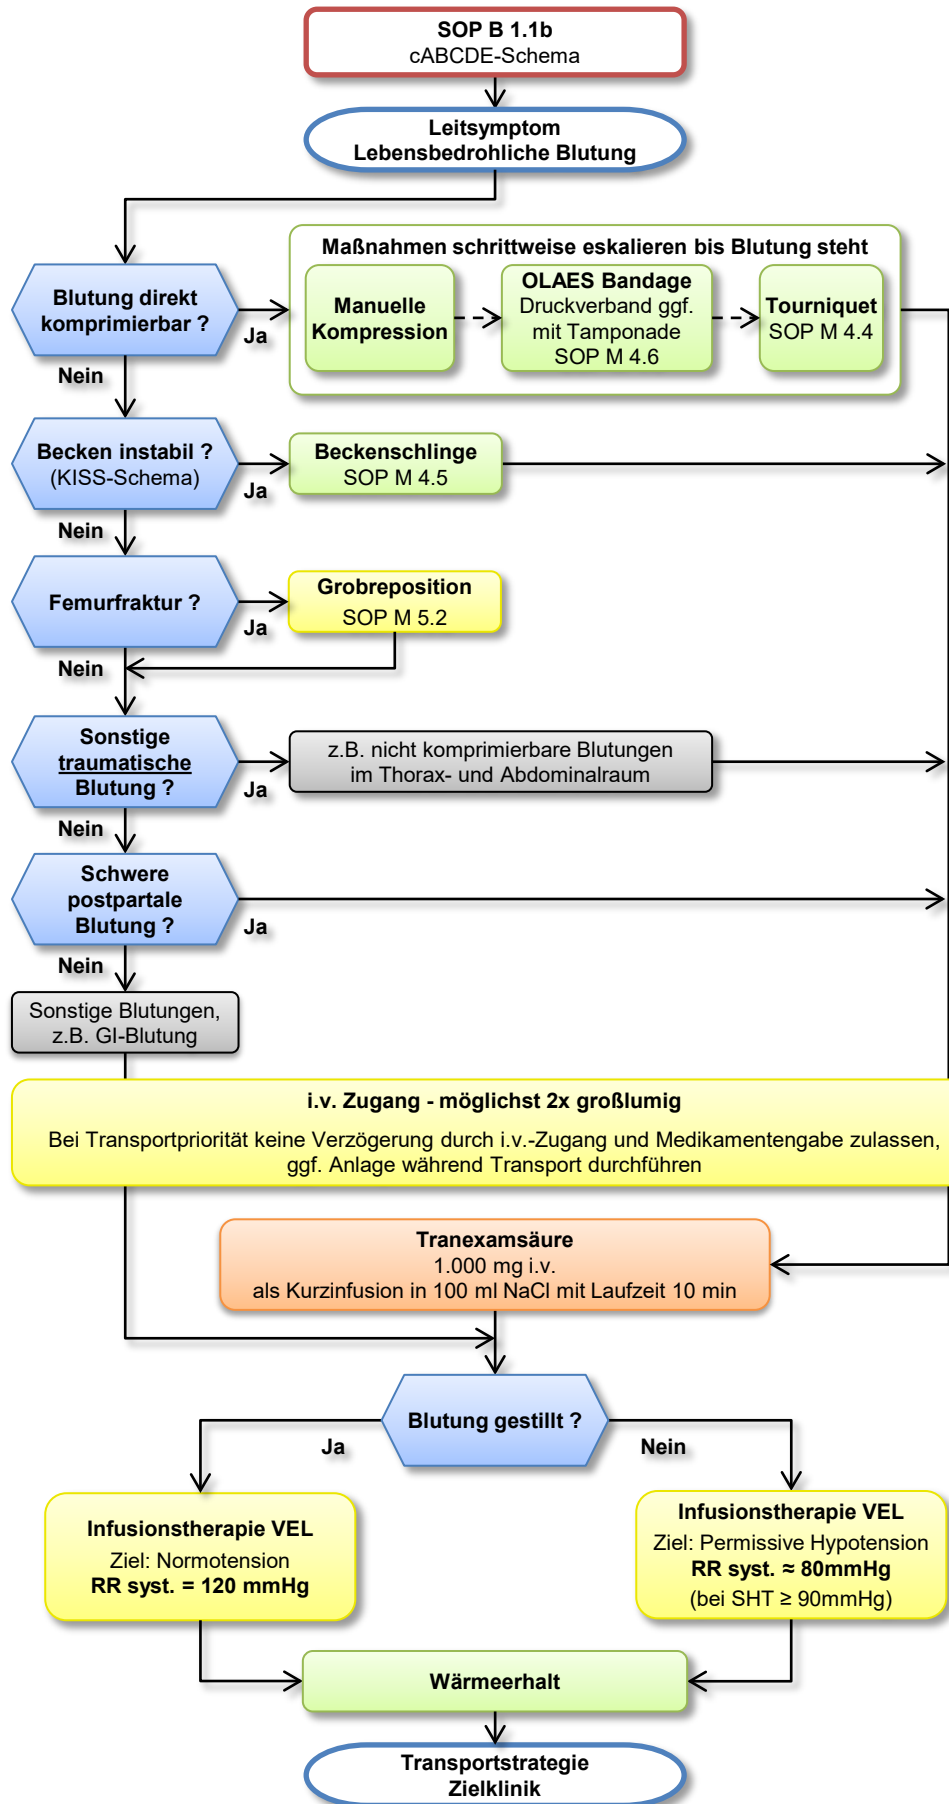 SOP B 1.1b
cABCDE-Schema
Leitsymptom
Lebensbedrohliche Blutung
Maßnahmen schrittweise eskalieren bis Blutung steht
Blutung direkt
komprimierbar ?
Ja
Manuelle
Kompression
OLAES Bandage
Druckverband ggf.
mit Tamponade
SOP M 4.6
Tourniquet
SOP M 4.4
Nein
Becken instabil ?
(KISS-Schema)
Ja
Beckenschlinge
SOP M 4.5
Nein
Femurfraktur ?
Ja
Grobreposition
SOP M 5.2
Nein
Sonstige
traumatische
Blutung ?
Ja
z.B. nicht komprimierbare Blutungen
im Thorax- und Abdominalraum
Nein
Schwere
postpartale
Blutung ?
Ja
Nein
Sonstige Blutungen,
z.B. GI-Blutung
i.v. Zugang - möglichst 2x großlumig
Bei Transportpriorität keine Verzögerung durch i.v.-Zugang und Medikamentengabe zulassen,
ggf. Anlage während Transport durchführen
Tranexamsäure
1.000 mg i.v.
als Kurzinfusion in 100 ml NaCl mit Laufzeit 10 min
Blutung gestillt ?
Ja
Nein
Infusionstherapie VEL
Ziel: Normotension
RR syst. = 120 mmHg
Infusionstherapie VEL
Ziel: Permissive Hypotension
RR syst. ≈ 80mmHg
(bei SHT ≥ 90mmHg)
Wärmeerhalt
Transportstrategie
Zielklinik